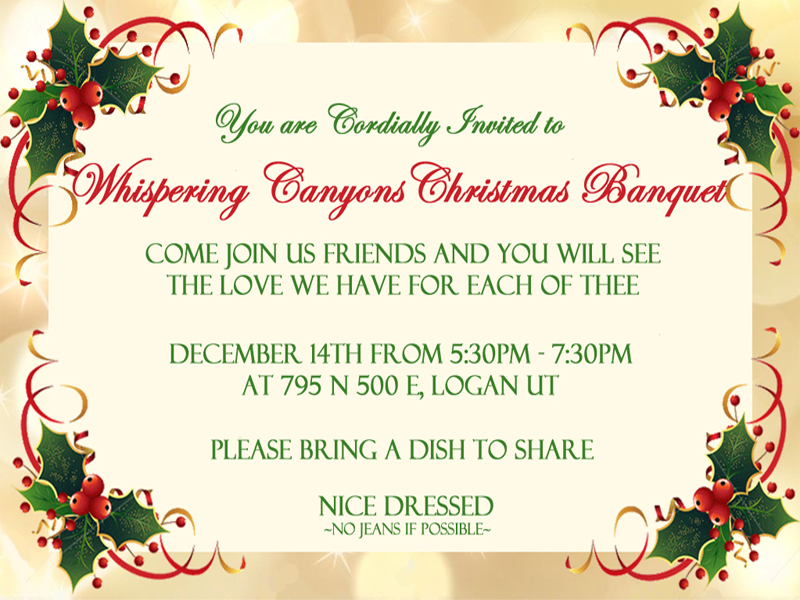 You are Cordially Invited to
Whispering Canyons Christmas Banquet
COME JOIN US FRIENDS AND YOU WILL SEE
THE LOVE WE HAVE FOR EACH OF THEE
DECEMBER 14TH FROM 5:30PM - 7:30PM
AT 795 N 500 E, LOGAN UT
PLEASE BRING A DISH TO SHARE
NICE DRESSED
~NO JEANS IF POSSIBLE~